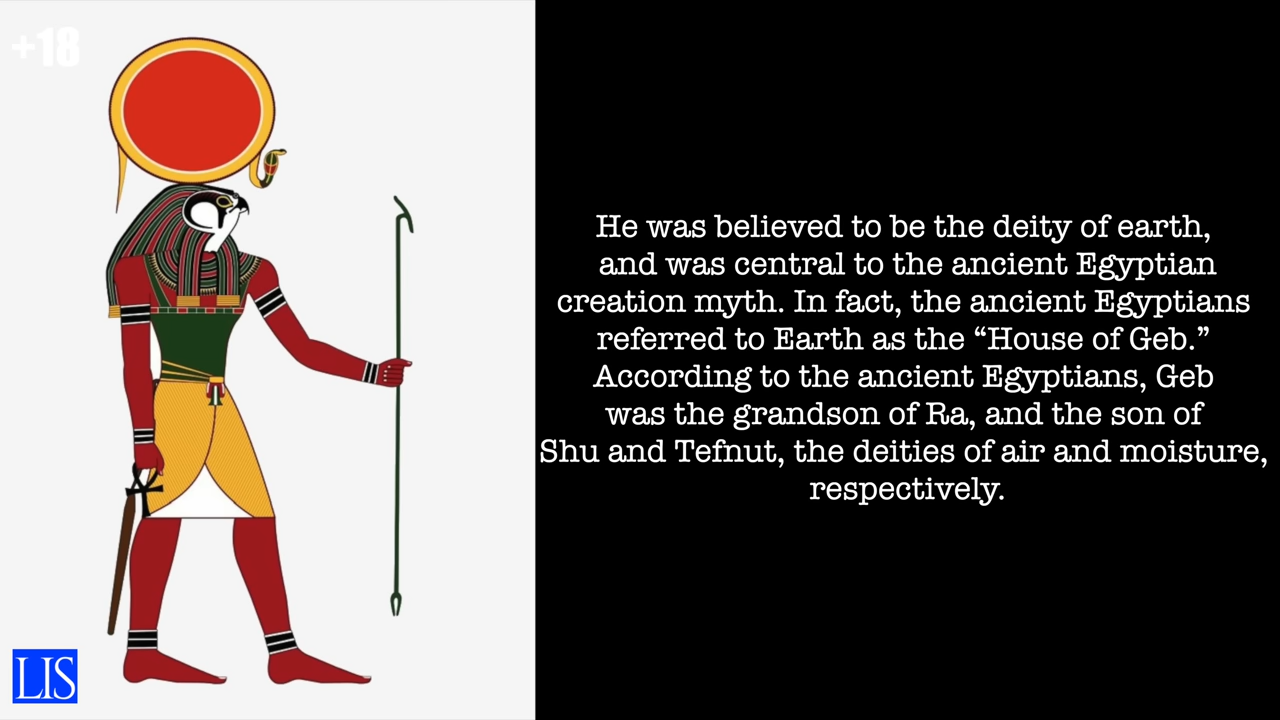 +18
He was believed to be the deity of earth,
and was central to the ancient Egyptian
creation myth. In fact, the ancient Egyptians
referred to Earth as the “House of Geb.”
According to the ancient Egyptians, Geb
was the grandson of Ra, and the son of
Shu and Tefnut, the deities of air and moisture,
respectively.
LIS